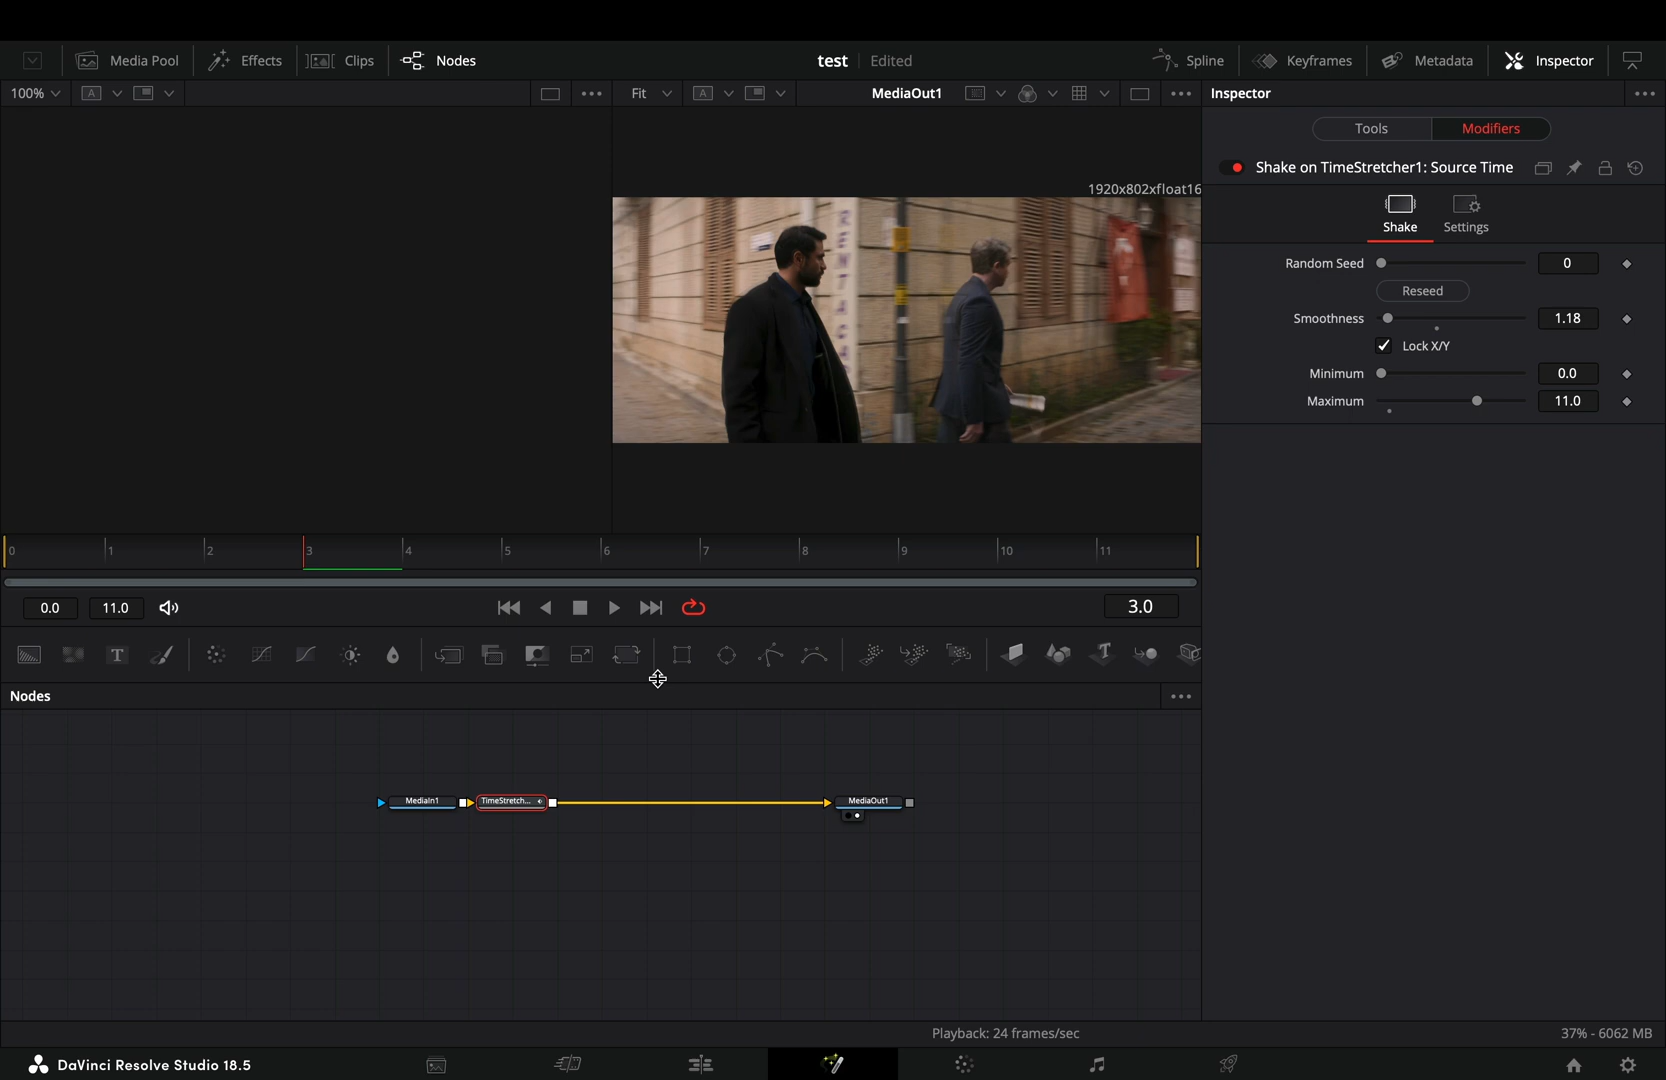 Media Pool Effects Clips Nodes test Edited Spline Keyframes Metadata Inspector
100% A Fit A MediaOut1 Inspector
Tools Modifiers
Shake on TimeStretcher1: Source Time
1920x802xfloat16
Shake Settings
RENT A CA
Random Seed 0
Reseed
Smoothness 1.18
Lock X/Y
Minimum 0.0
Maximum 11.0
0 1 2 3 4 5 6 7 8 9 10 11
0.0 11.0 3.0
T T
Nodes
MediaIn1 TimeStretch... MediaOut1
Playback: 24 frames/sec 37% - 6062 MB
DaVinci Resolve Studio 18.5